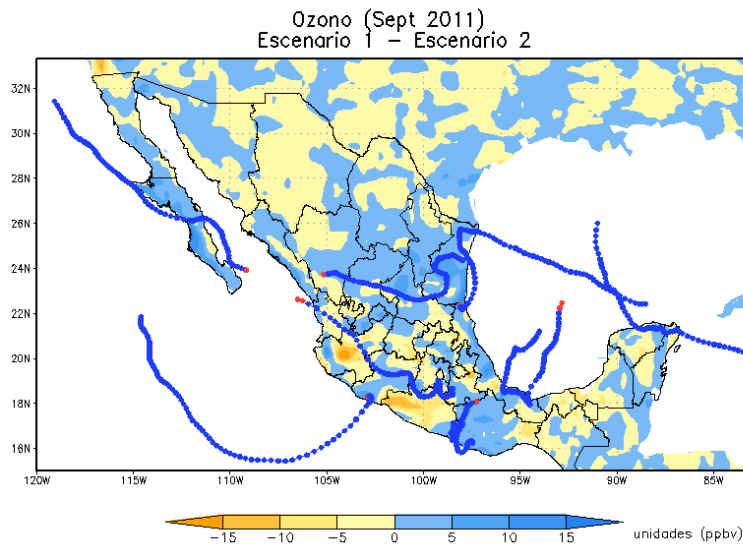 Ozono (Sept 2011)
Escenario 1 - Escenario 2
32N
30N
28N
26N
24N
22N
20N
18N
16N
120W 115W 110W 105W 100W 95W 90W 85W
-15 -10 -5 0 5 10 15 unidades (ppbv)